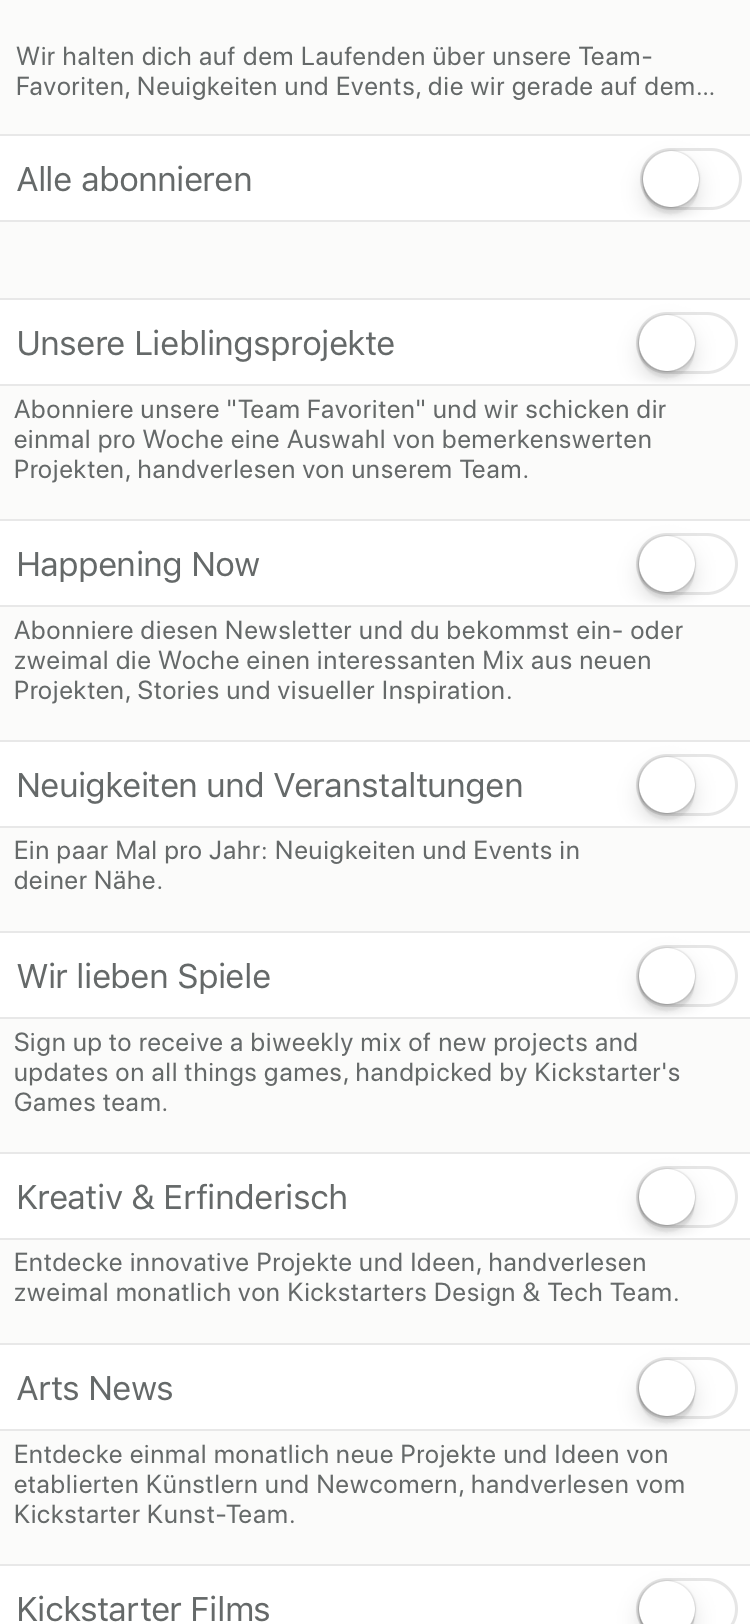 Wir halten dich auf dem Laufenden über unsere Team-
Favoriten, Neuigkeiten und Events, die wir gerade auf dem...
Alle abonnieren
Unsere Lieblingsprojekte
Abonniere unsere "Team Favoriten" und wir schicken dir
einmal pro Woche eine Auswahl von bemerkenswerten
Projekten, handverlesen von unserem Team.
Happening Now
Abonniere diesen Newsletter und du bekommst ein- oder
zweimal die Woche einen interessanten Mix aus neuen
Projekten, Stories und visueller Inspiration.
Neuigkeiten und Veranstaltungen
Ein paar Mal pro Jahr: Neuigkeiten und Events in
deiner Nähe.
Wir lieben Spiele
Sign up to receive a biweekly mix of new projects and
updates on all things games, handpicked by Kickstarter's
Games team.
Kreativ & Erfinderisch
Entdecke innovative Projekte und Ideen, handverlesen
zweimal monatlich von Kickstarters Design & Tech Team.
Arts News
Entdecke einmal monatlich neue Projekte und Ideen von
etablierten Künstlern und Newcomern, handverlesen vom
Kickstarter Kunst-Team.
Kickstarter Films